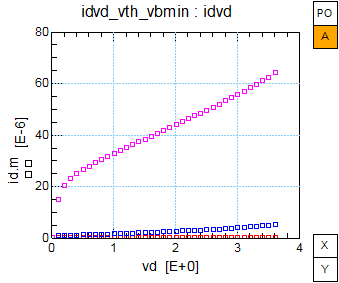 idvd_vth_vbmin : idvd
PO
A
80
60
40
20
0
id.m [E-6]
0 1 2 3 4
vd [E+0]
X
Y